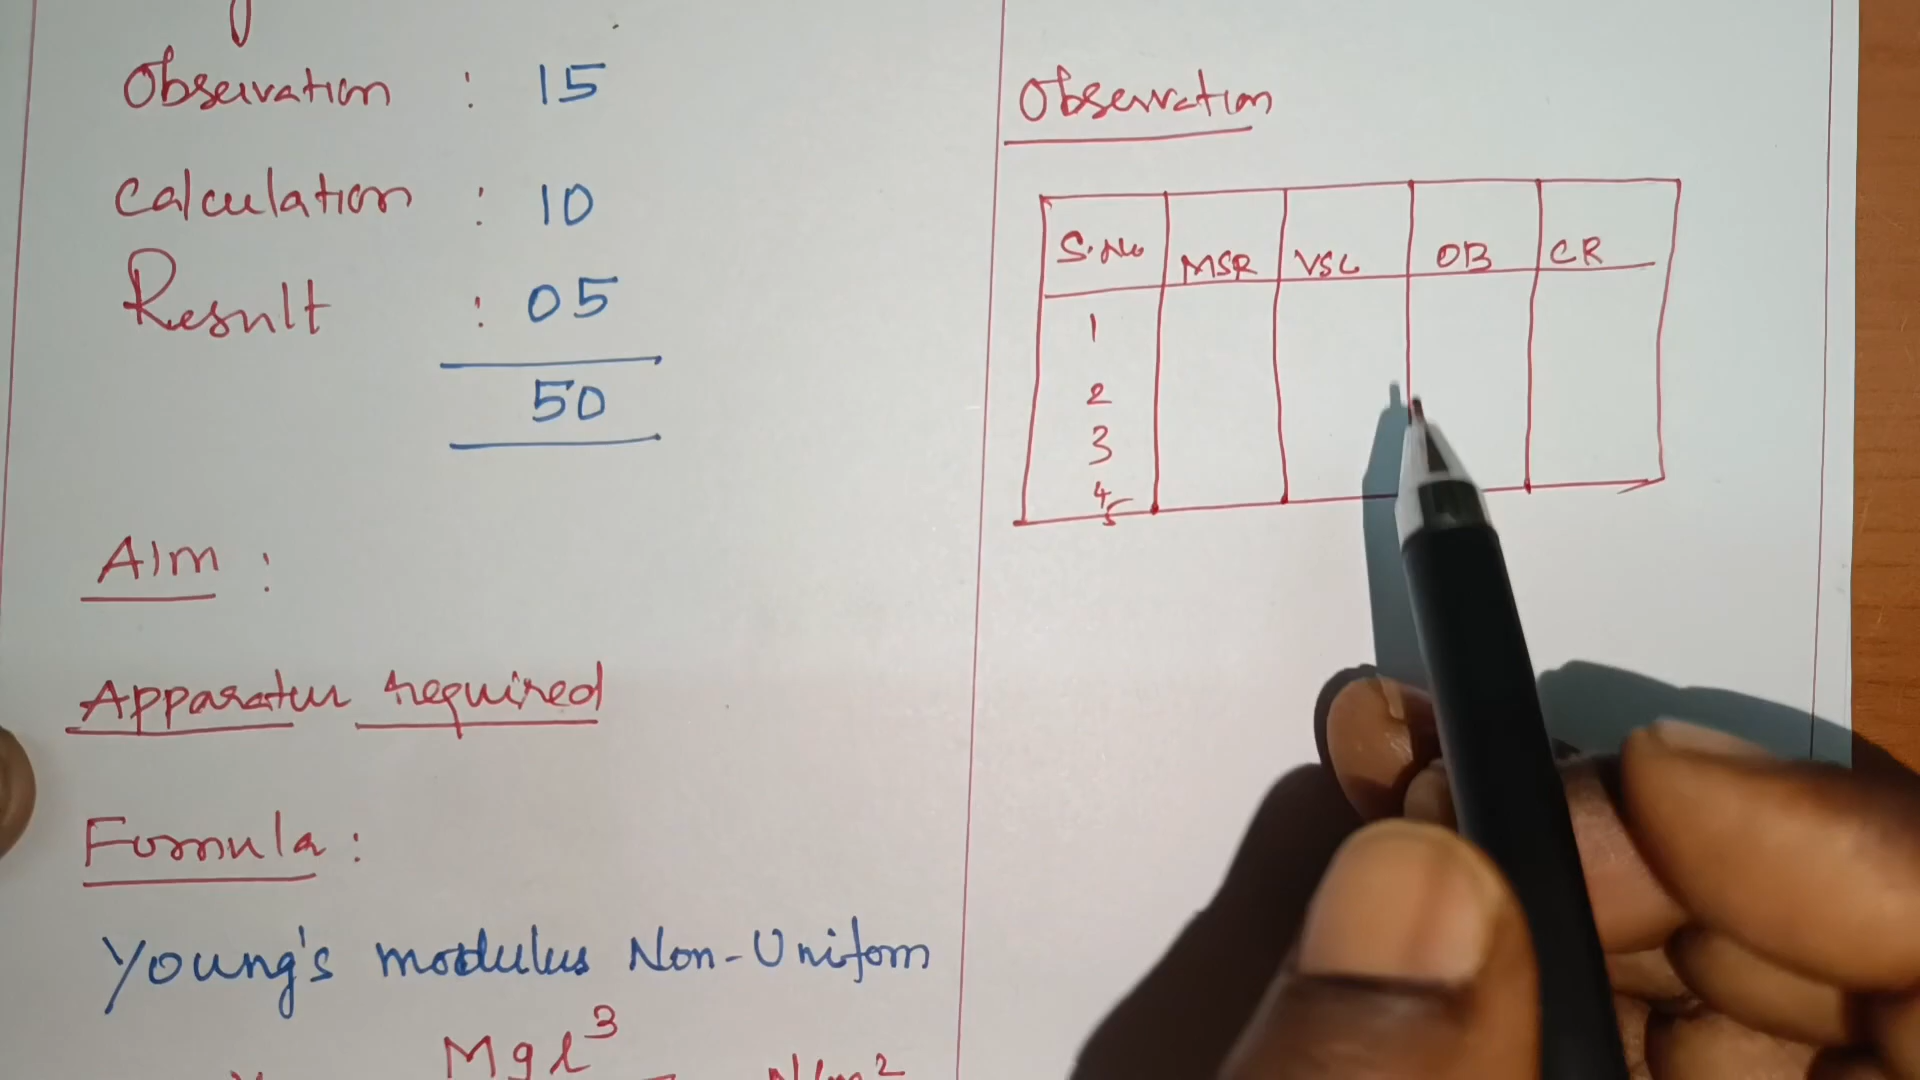 Observation : 15
Calculation : 10
Result : 05
50
Aim :
Apparatus required
Formula :
Young's modulus Non-Uniform
Mgl³
N/m²
Observation
S.No MSR VSC OB CR
1
2
3
4
5